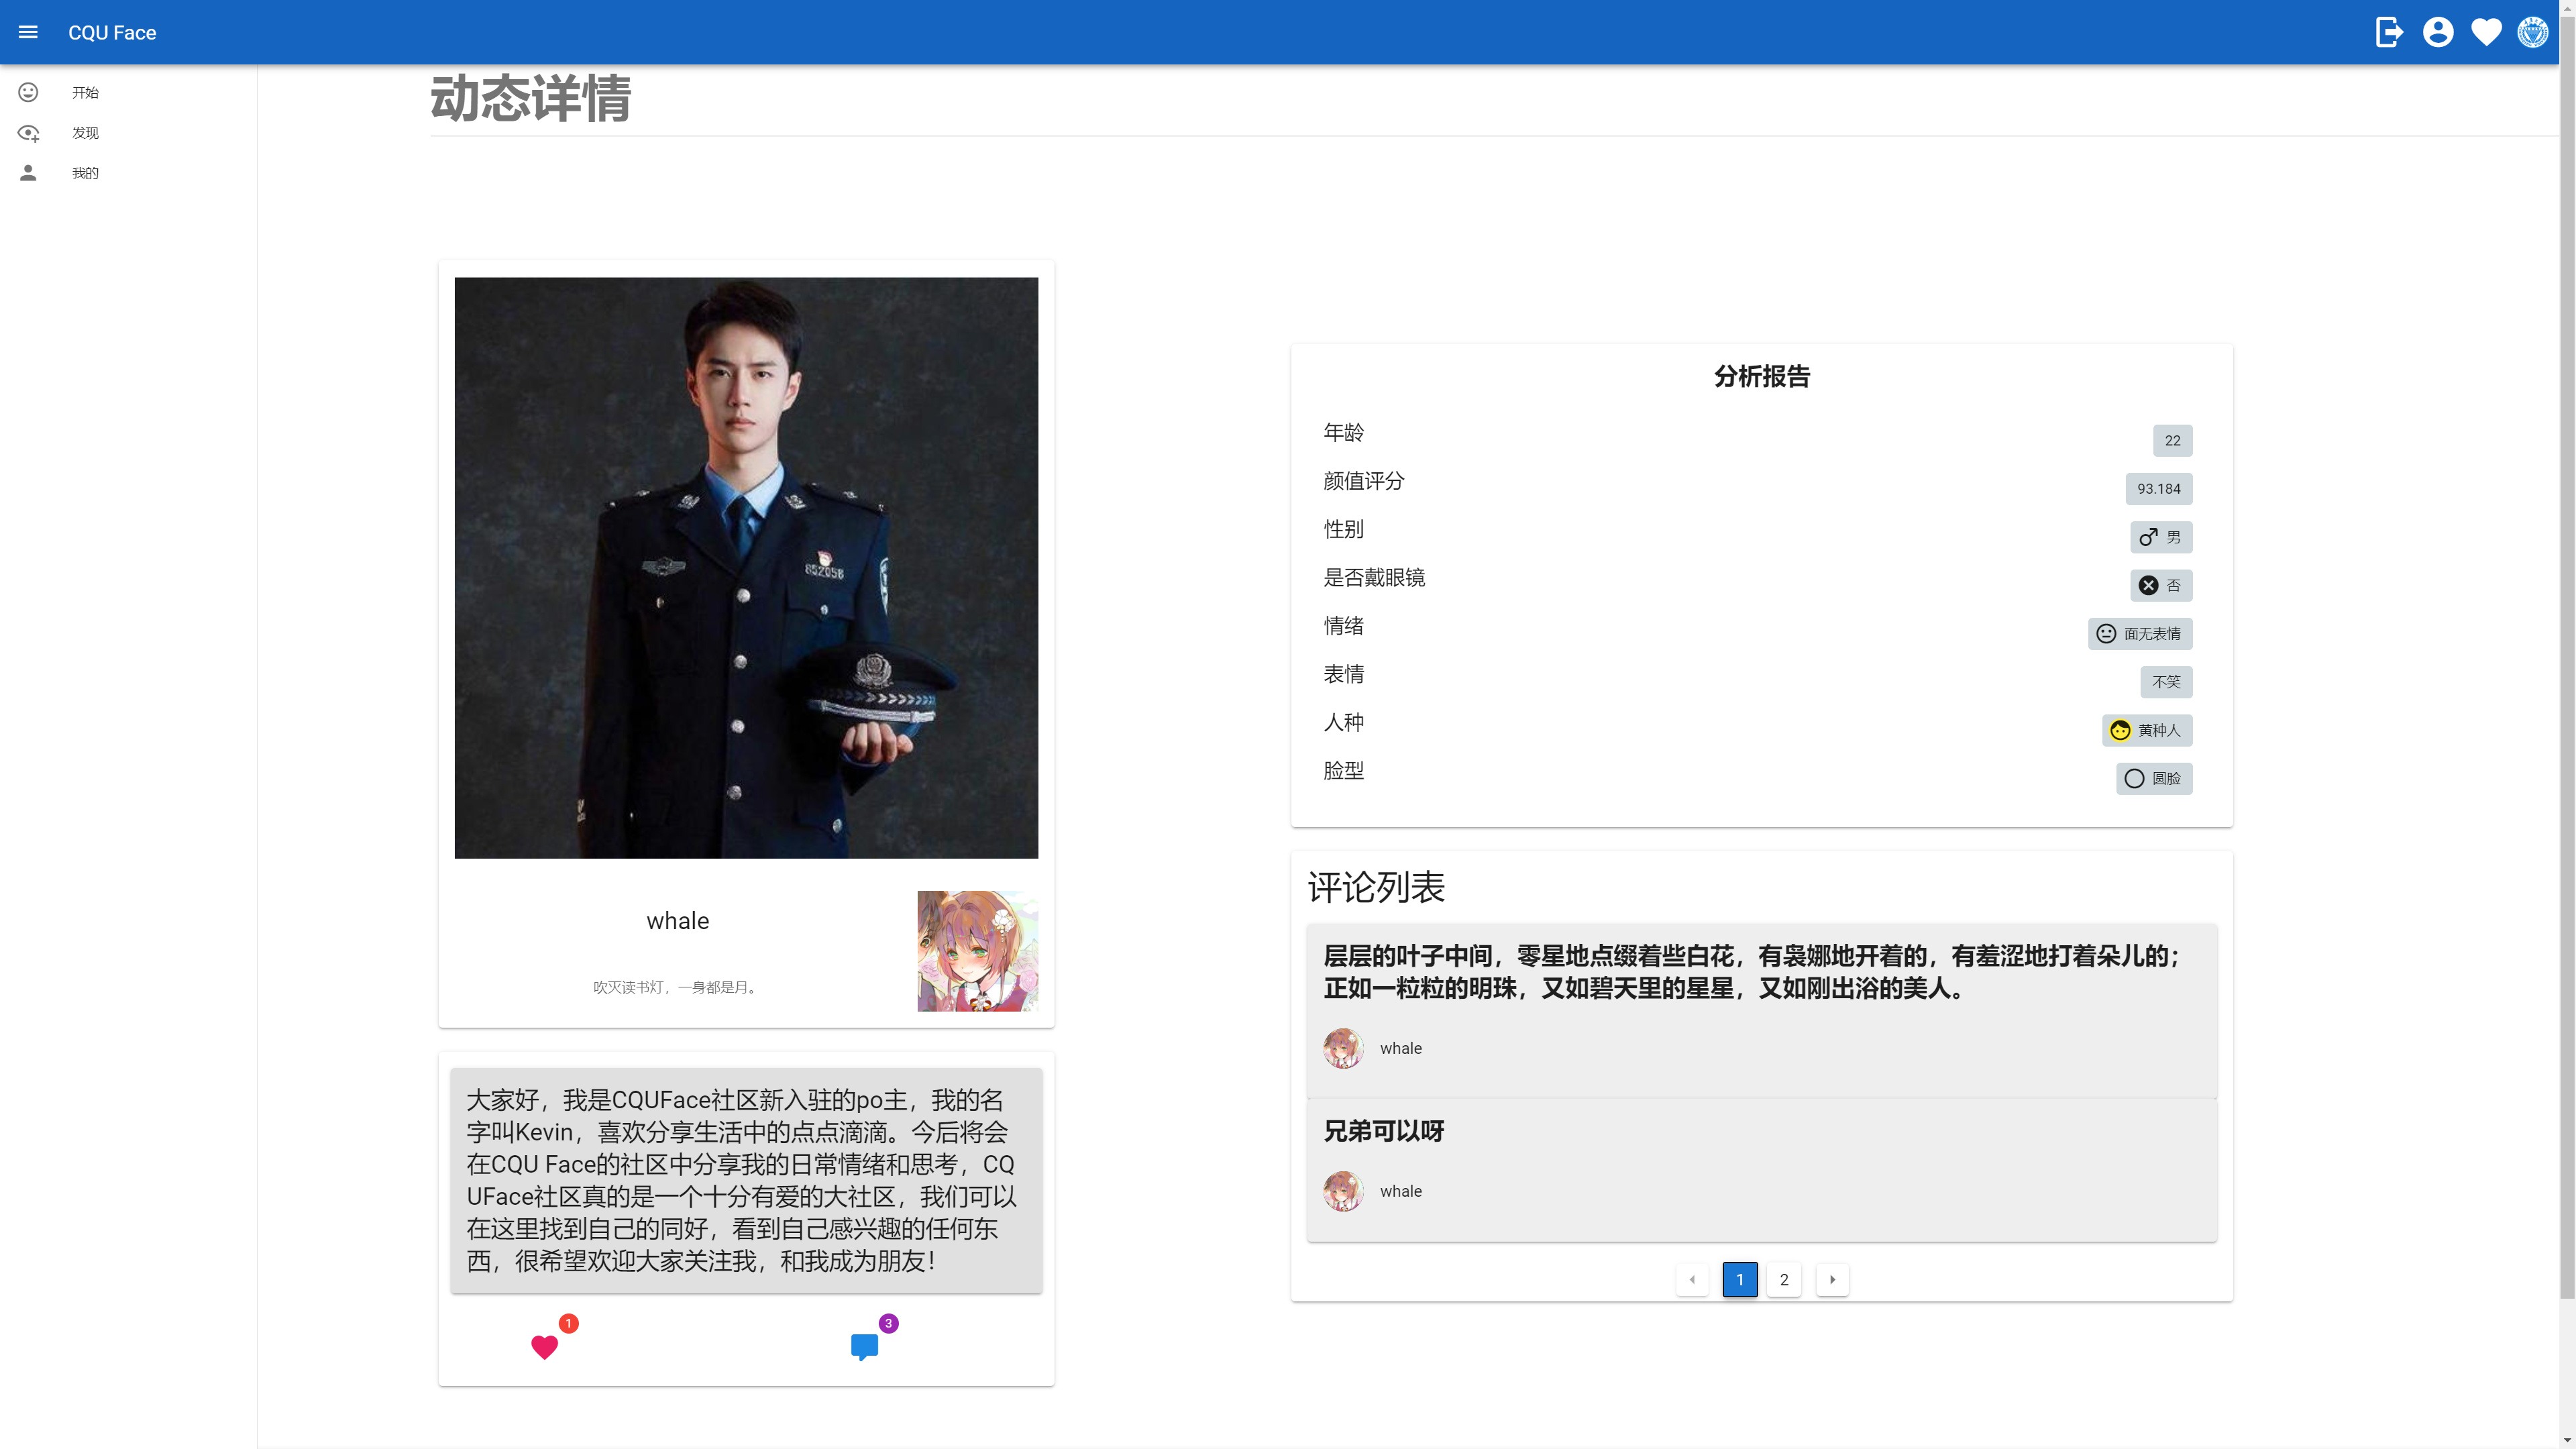 CQU Face
开始
发现
我的
动态详情
852056
whale
吹灭读书灯，一身都是月。
大家好，我是CQUFace社区新入驻的po主，我的名
字叫Kevin，喜欢分享生活中的点点滴滴。今后将会
在CQU Face的社区中分享我的日常情绪和思考，CQ
UFace社区真的是一个十分有爱的大社区，我们可以
在这里找到自己的同好，看到自己感兴趣的任何东
西，很希望欢迎大家关注我，和我成为朋友！
1
3
分析报告
年龄 22
颜值评分 93.184
性别 男
是否戴眼镜 否
情绪 面无表情
表情 不笑
人种 黄种人
脸型 圆脸
评论列表
层层的叶子中间，零星地点缀着些白花，有袅娜地开着的，有羞涩地打着朵儿的；
正如一粒粒的明珠，又如碧天里的星星，又如刚出浴的美人。
whale
兄弟可以呀
whale
1 2